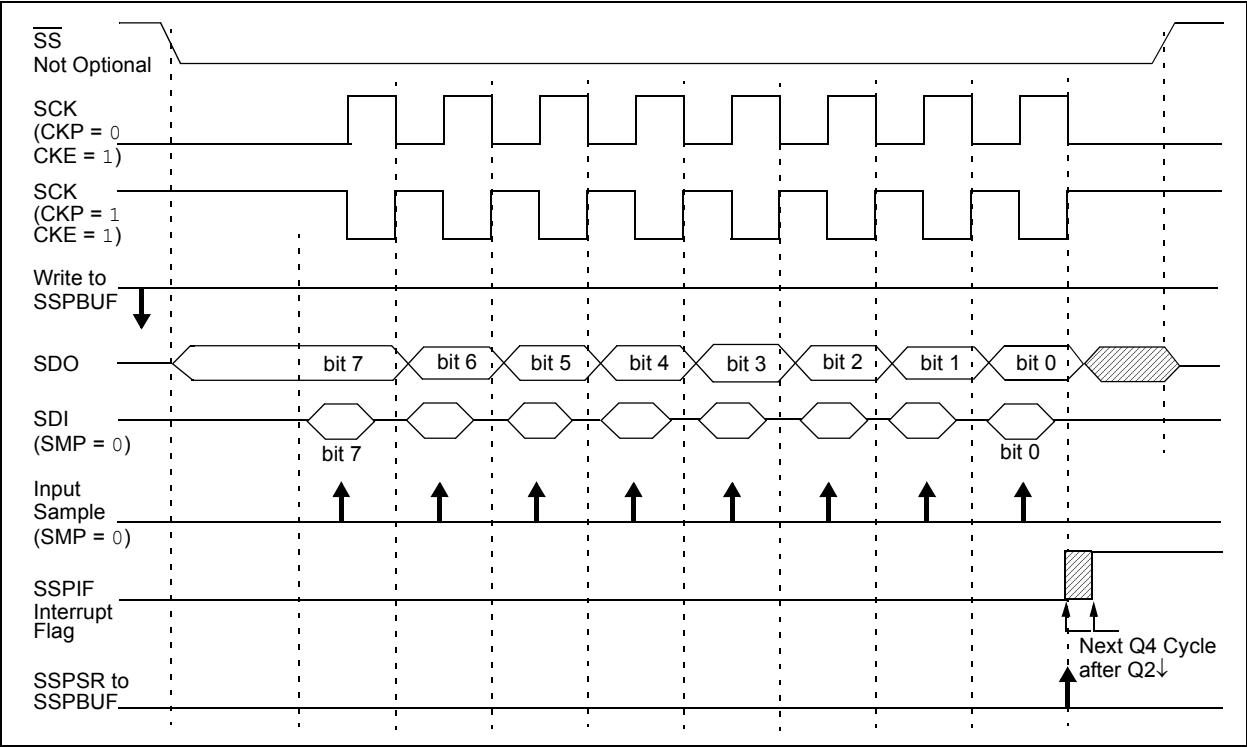 SS
Not Optional
SCK
(CKP = 0
CKE = 1)
SCK
(CKP = 1
CKE = 1)
Write to
SSPBUF
SDO
bit 7
bit 6
bit 5
bit 4
bit 3
bit 2
bit 1
bit 0
SDI
(SMP = 0)
bit 7
bit 0
Input
Sample
(SMP = 0)
SSPIF
Interrupt
Flag
Next Q4 Cycle
after Q2↓
SSPSR to
SSPBUF